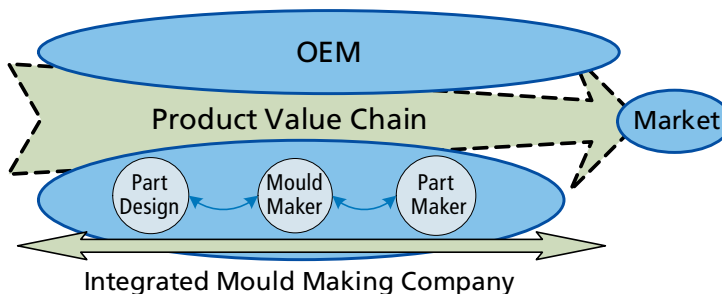 OEM
Product Value Chain
Market
Part
Design
Mould
Maker
Part
Maker
Integrated Mould Making Company